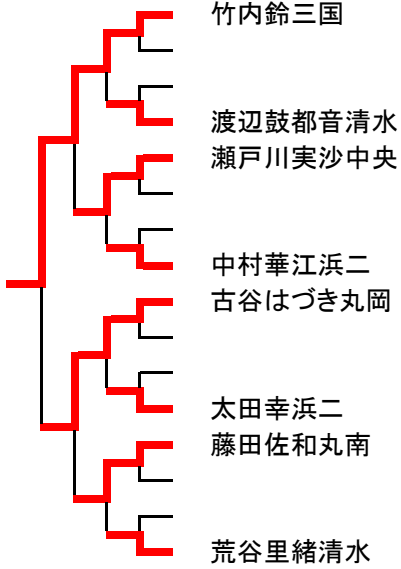 竹内鈴三国
渡辺鼓都音清水
瀬戸川実沙中央
中村華江浜二
古谷はづき丸岡
太田幸浜二
藤田佐和丸南
荒谷里緒清水